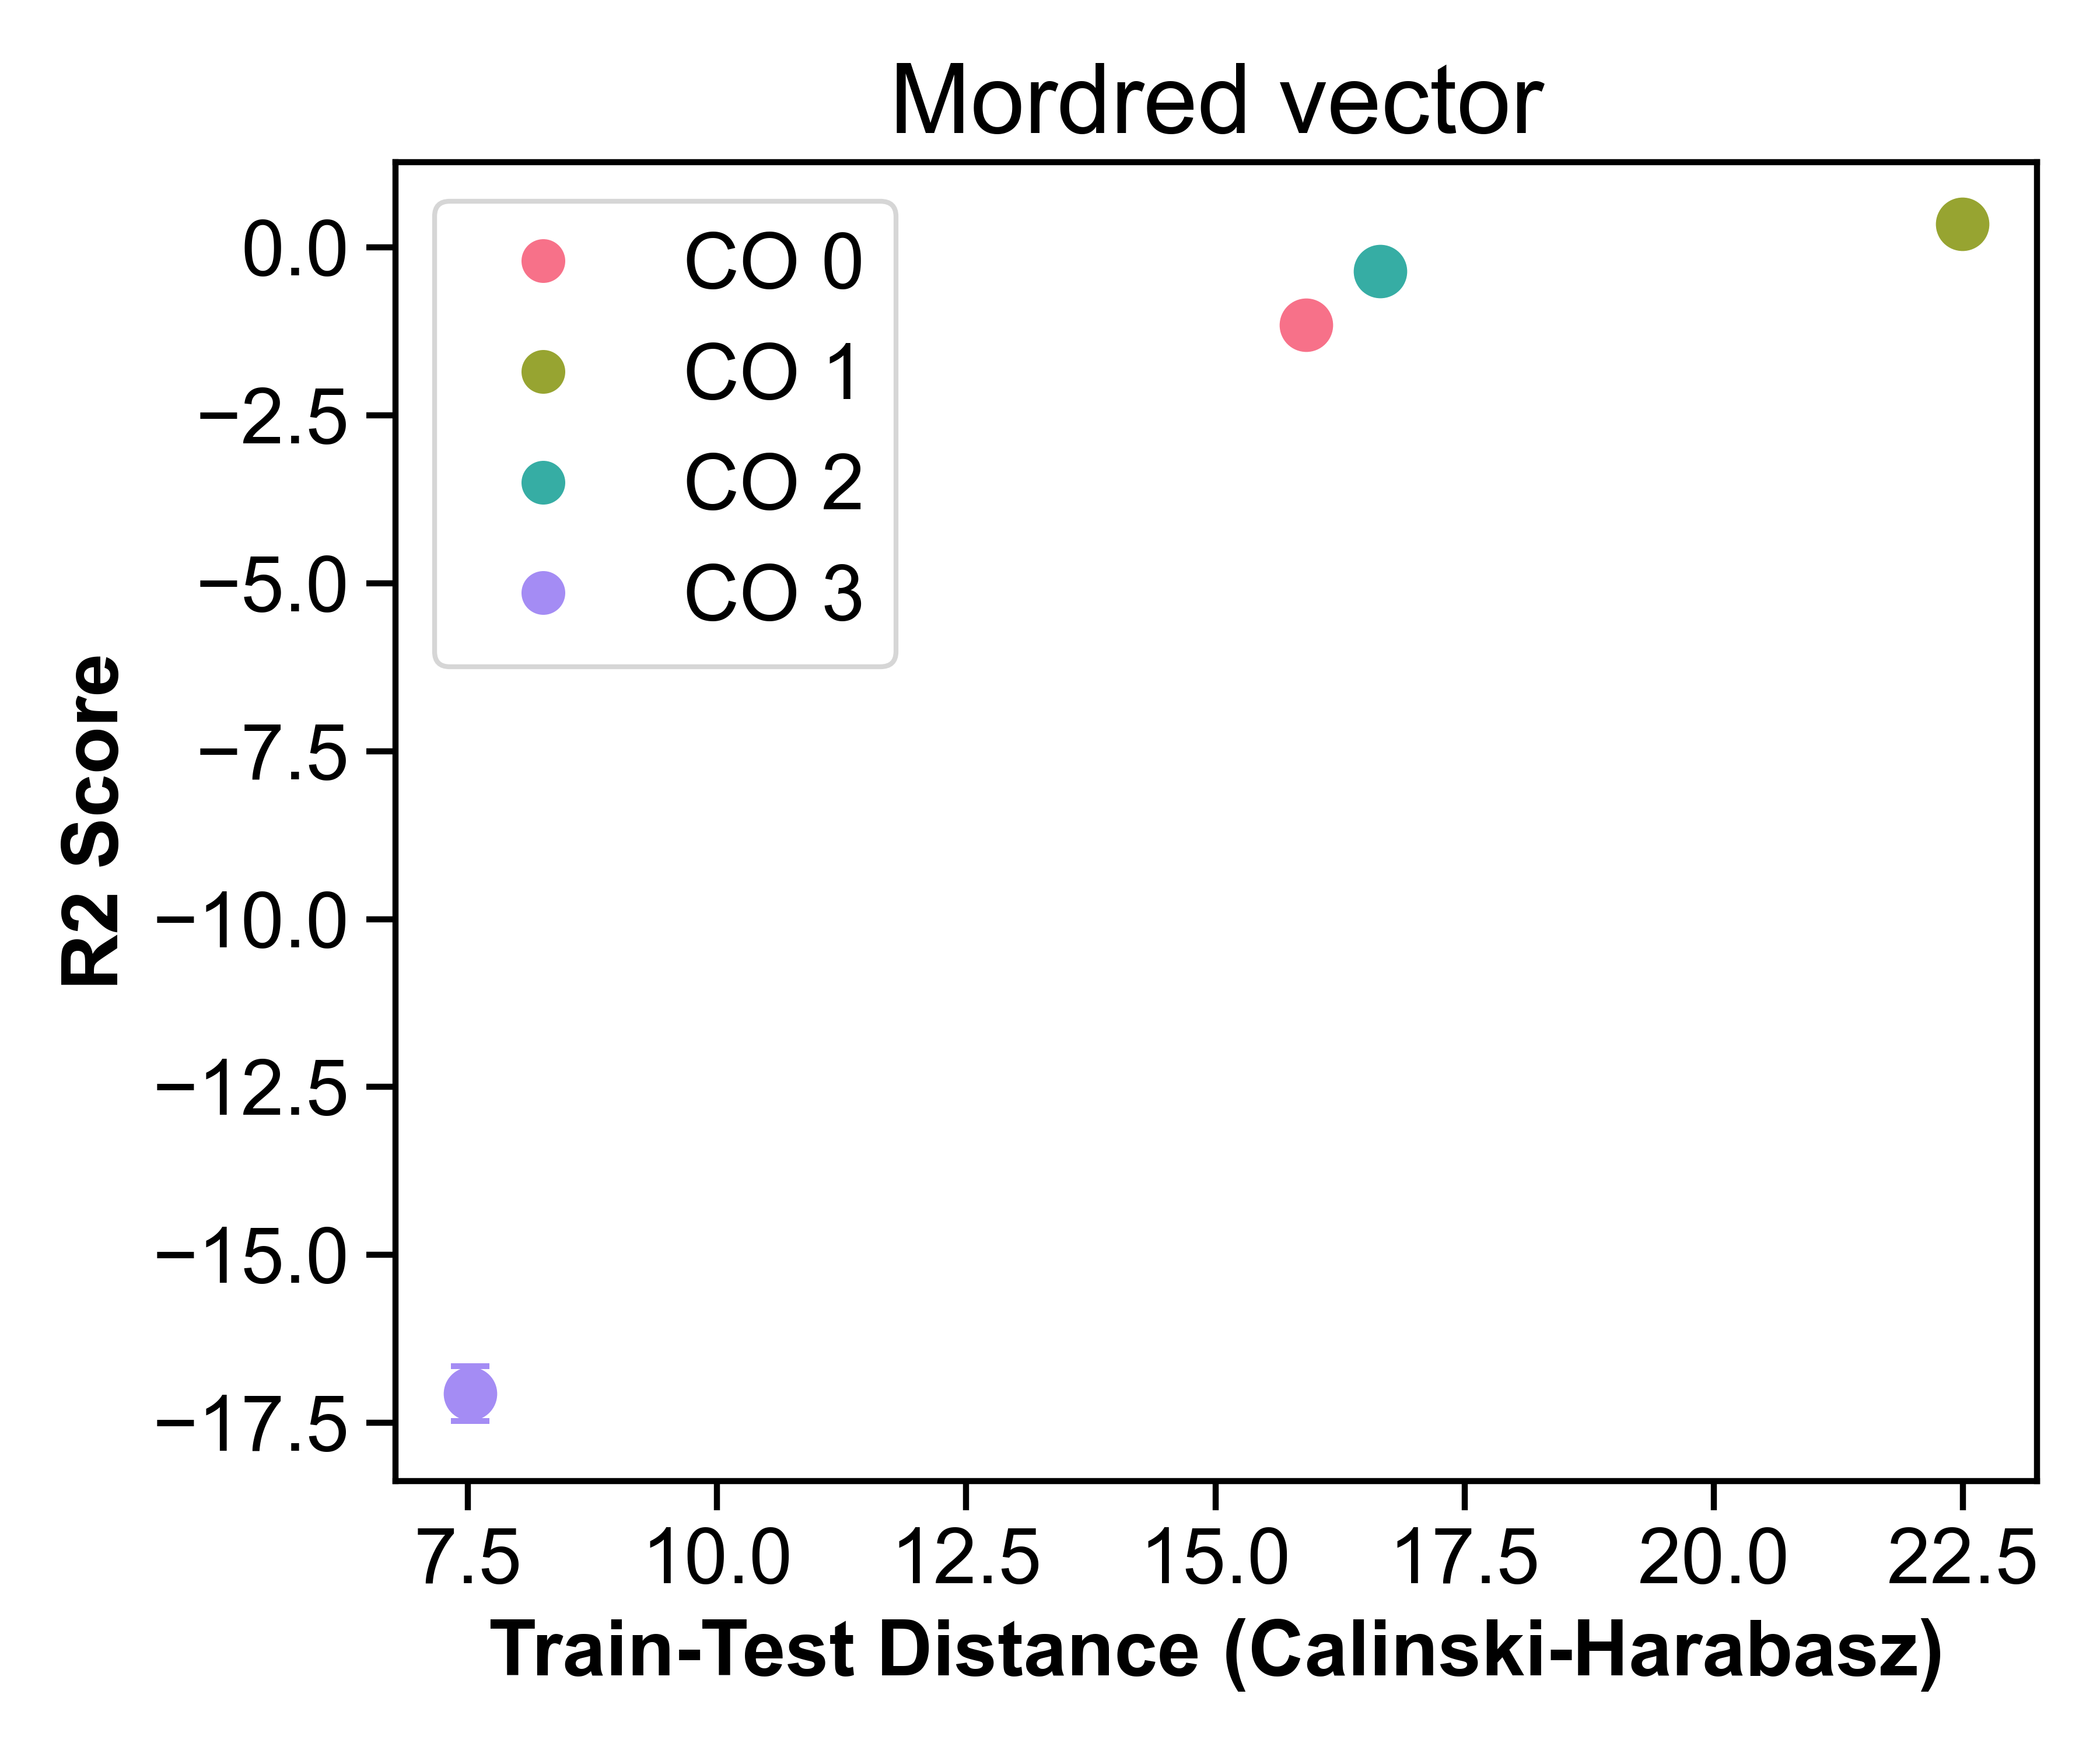 Mordred vector
CO 0
CO 1
CO 2
CO 3
R2 Score
0.0
−2.5
−5.0
−7.5
−10.0
−12.5
−15.0
−17.5
7.5 10.0 12.5 15.0 17.5 20.0 22.5
Train-Test Distance (Calinski-Harabasz)